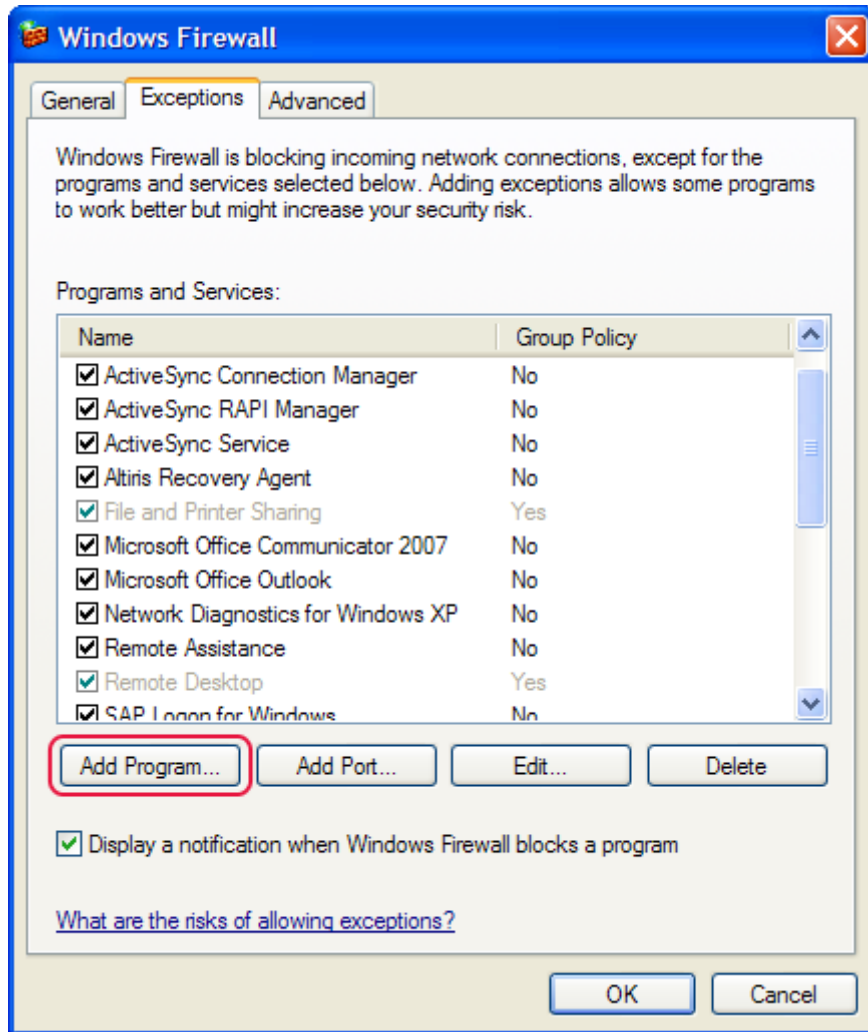 Windows Firewall
General
Exceptions
Advanced
Windows Firewall is blocking incoming network connections, except for the
programs and services selected below. Adding exceptions allows some programs
to work better but might increase your security risk.
Programs and Services:
Name Group Policy
ActiveSync Connection Manager No
ActiveSync RAPI Manager No
ActiveSync Service No
Altiris Recovery Agent No
File and Printer Sharing Yes
Microsoft Office Communicator 2007 No
Microsoft Office Outlook No
Network Diagnostics for Windows XP No
Remote Assistance No
Remote Desktop Yes
SAP Logon for Windows No
Add Program...
Add Port...
Edit...
Delete
Display a notification when Windows Firewall blocks a program
What are the risks of allowing exceptions?
OK
Cancel